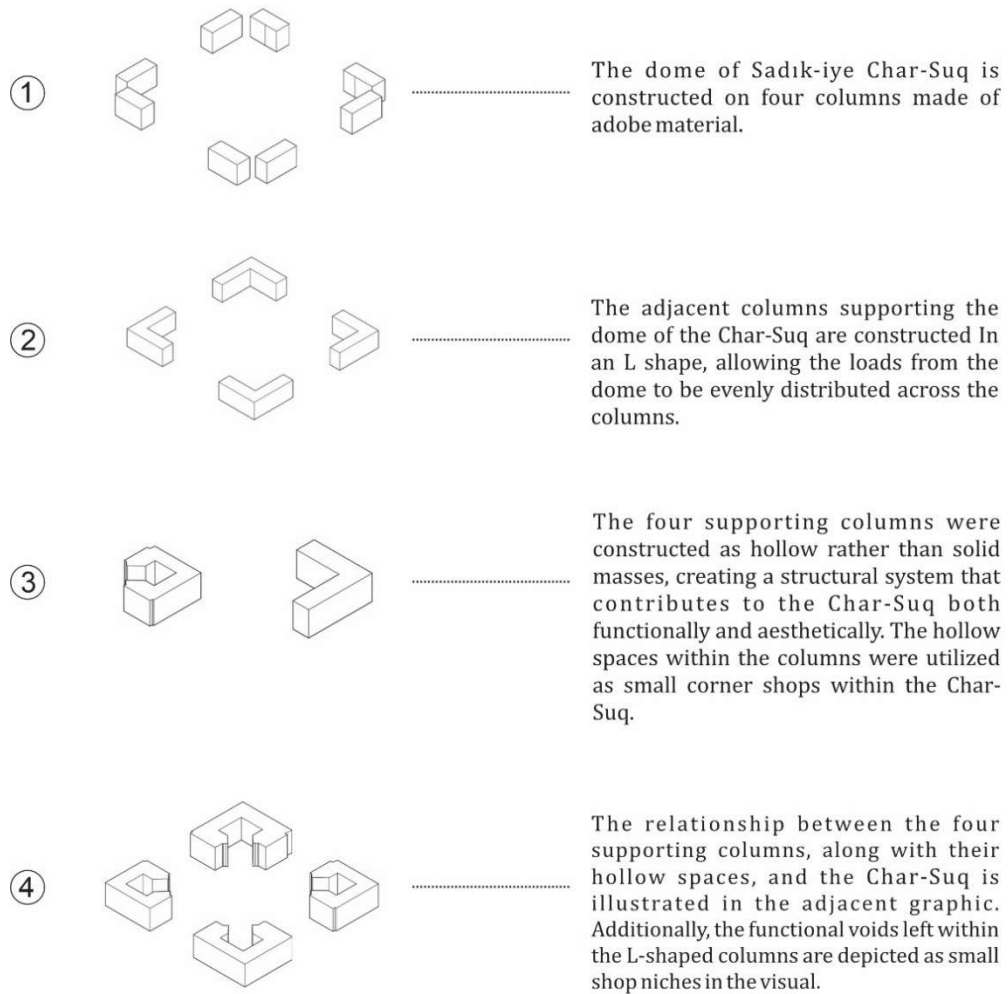 1
The dome of Sadık-iye Char-Suq is
constructed on four columns made of
adobe material.
2
The adjacent columns supporting the
dome of the Char-Suq are constructed In
an L shape, allowing the loads from the
dome to be evenly distributed across the
columns.
3
The four supporting columns were
constructed as hollow rather than solid
masses, creating a structural system that
contributes to the Char-Suq both
functionally and aesthetically. The hollow
spaces within the columns were utilized
as small corner shops within the Char-
Suq.
4
The relationship between the four
supporting columns, along with their
hollow spaces, and the Char-Suq is
illustrated in the adjacent graphic.
Additionally, the functional voids left within
the L-shaped columns are depicted as small
shop niches in the visual.